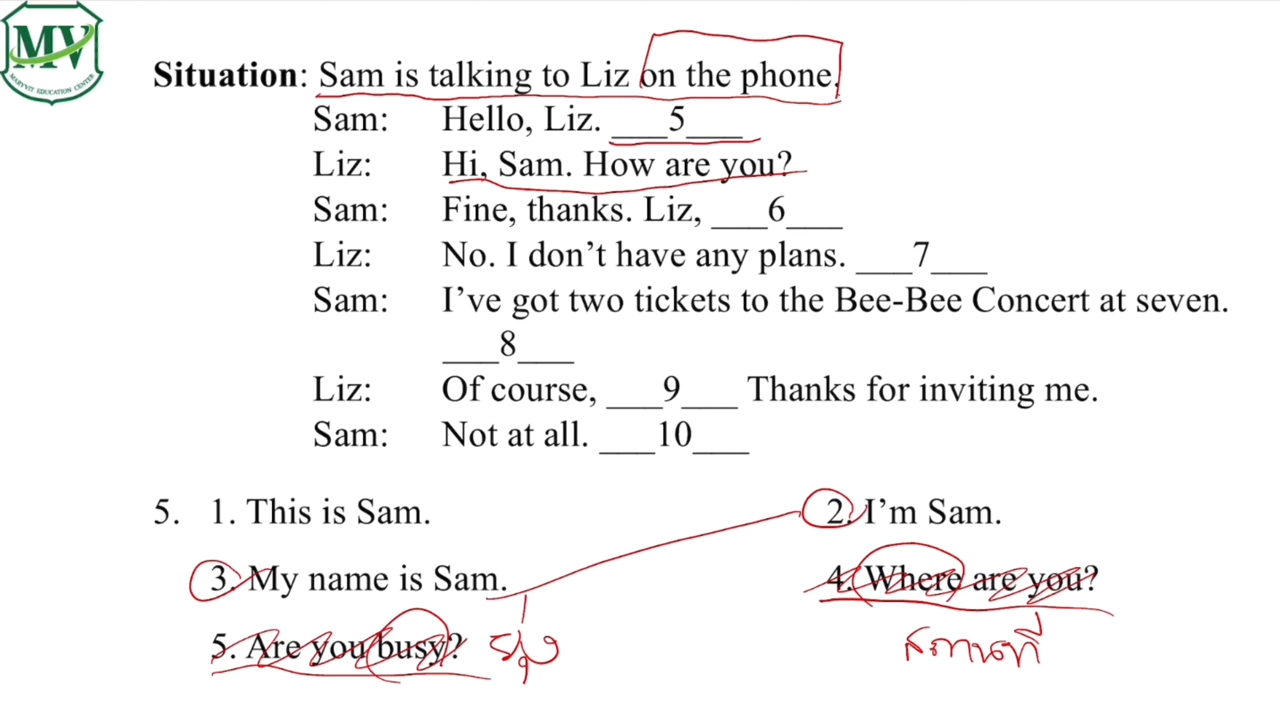 MV
MARYVIT EDUCATION CENTER
Situation: Sam is talking to Liz on the phone.
Sam: Hello, Liz. ___5___
Liz: Hi, Sam. How are you?
Sam: Fine, thanks. Liz, ___6___
Liz: No. I don't have any plans. ___7___
Sam: I've got two tickets to the Bee-Bee Concert at seven.
___8___
Liz: Of course, ___9___ Thanks for inviting me.
Sam: Not at all. ___10___
5. 1. This is Sam. 2. I'm Sam.
3. My name is Sam. 4. Where are you?
5. Are you busy? ยุ่ง
สถานที่